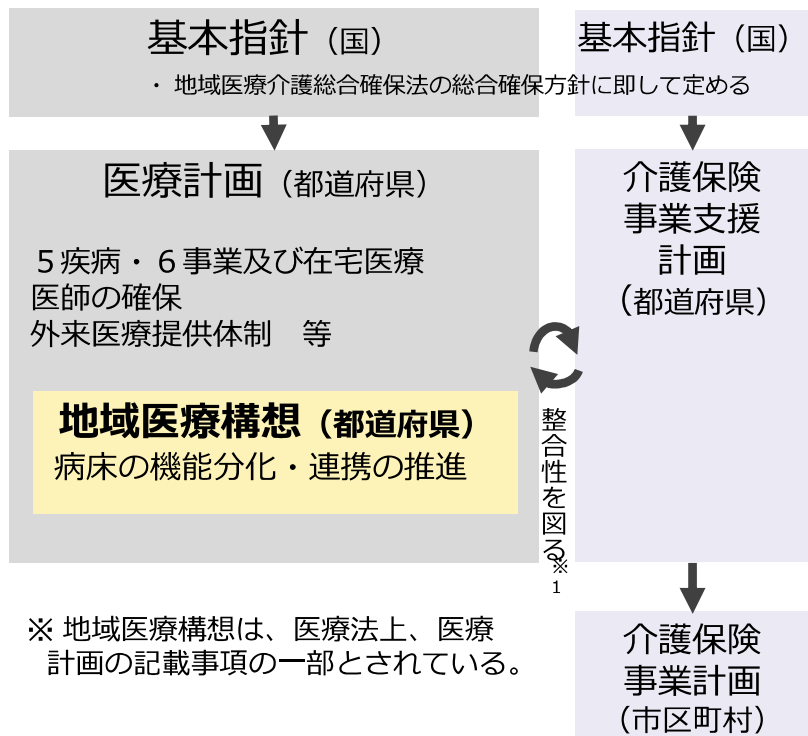 基本指針（国）
基本指針（国）
・ 地域医療介護総合確保法の総合確保方針に即して定める
医療計画（都道府県）
５疾病・６事業及び在宅医療
医師の確保
外来医療提供体制　等
地域医療構想（都道府県）
病床の機能分化・連携の推進
整合性を図る※1
介護保険
事業支援
計画
（都道府県）
※ 地域医療構想は、医療法上、医療
計画の記載事項の一部とされている。
介護保険
事業計画
（市区町村）